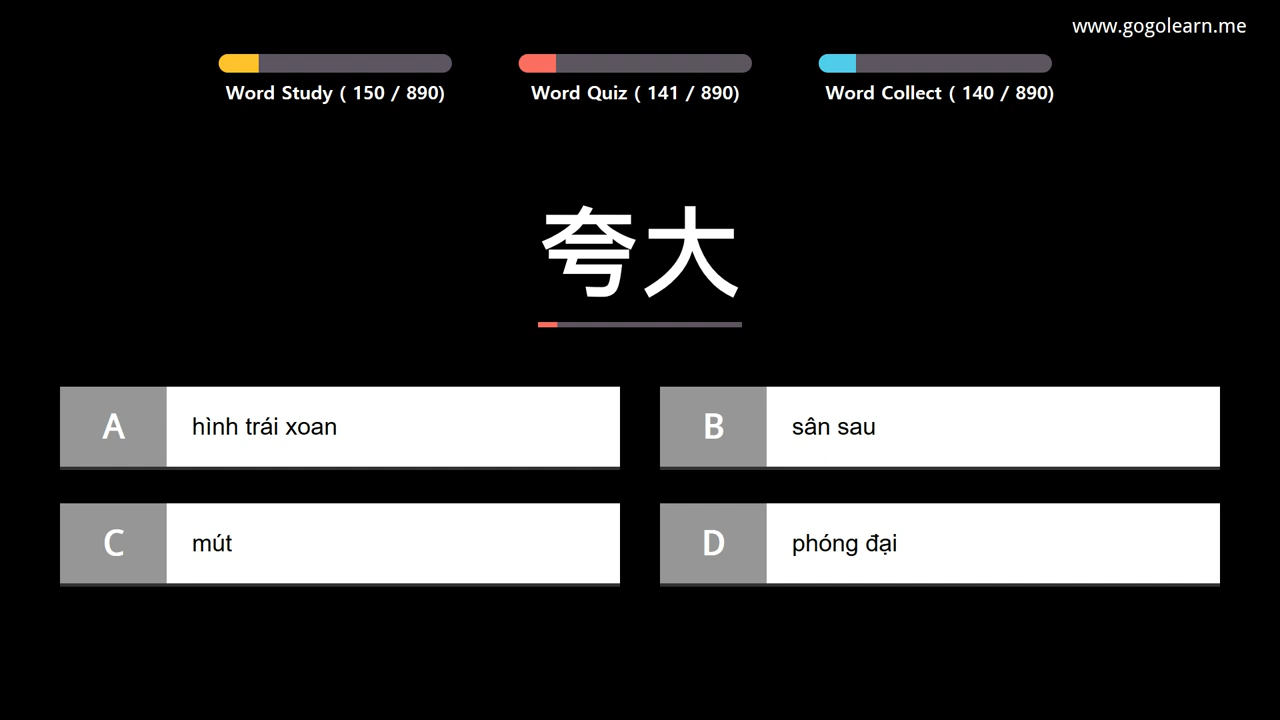 www.gogolearn.me
Word Study ( 150 / 890)
Word Quiz ( 141 / 890)
Word Collect ( 140 / 890)
夸大
A hình trái xoan
B sân sau
C mút
D phóng đại